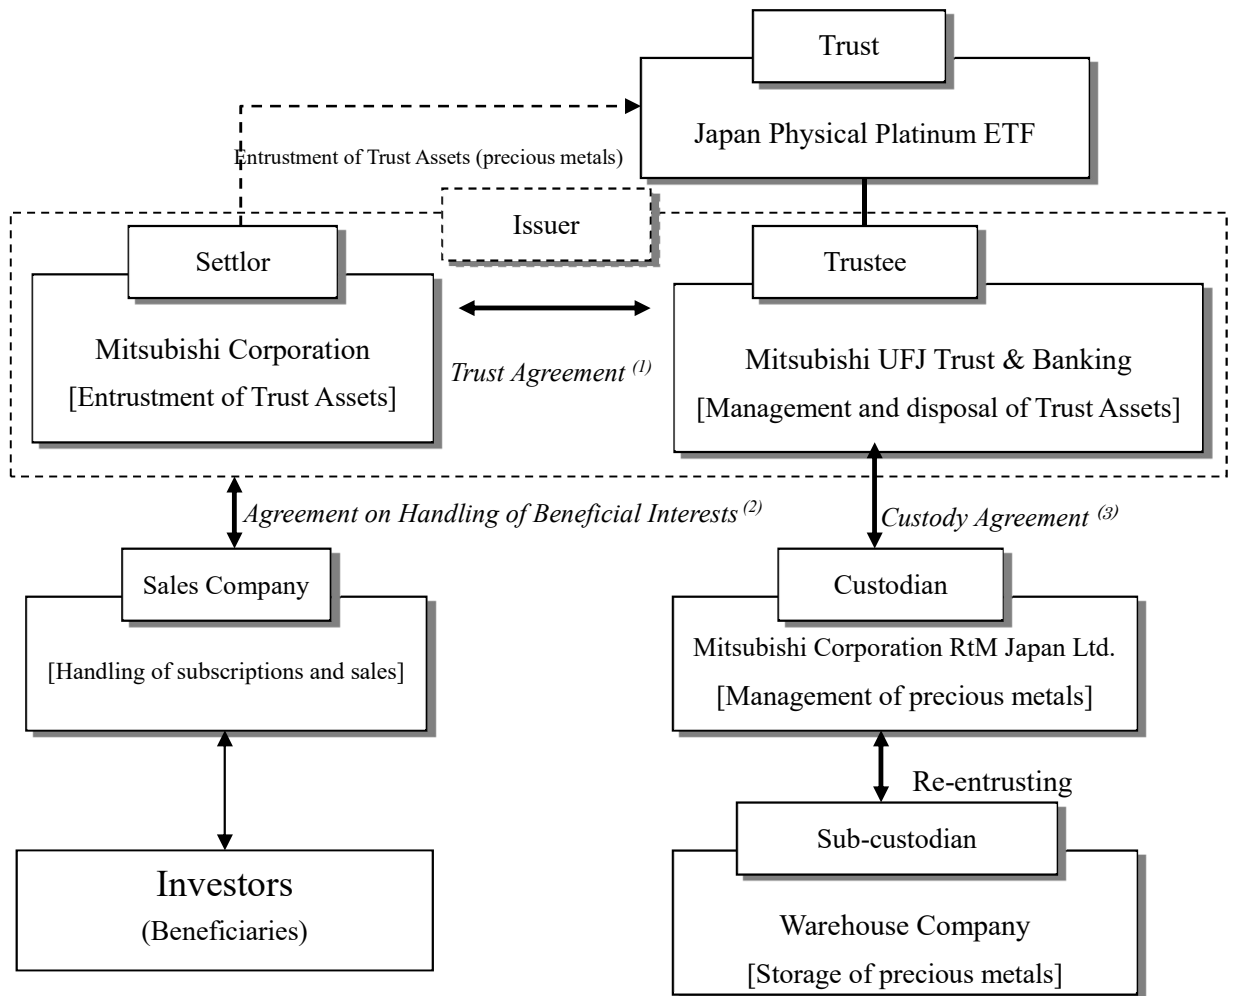 Trust
Japan Physical Platinum ETF
Entrustment of Trust Assets (precious metals)
Issuer
Settlor
Trustee
Mitsubishi Corporation
[Entrustment of Trust Assets]
Trust Agreement (1)
Mitsubishi UFJ Trust & Banking
[Management and disposal of Trust Assets]
Agreement on Handling of Beneficial Interests (2)
Custody Agreement (3)
Sales Company
[Handling of subscriptions and sales]
Custodian
Mitsubishi Corporation RtM Japan Ltd.
[Management of precious metals]
Re-entrusting
Investors
(Beneficiaries)
Sub-custodian
Warehouse Company
[Storage of precious metals]